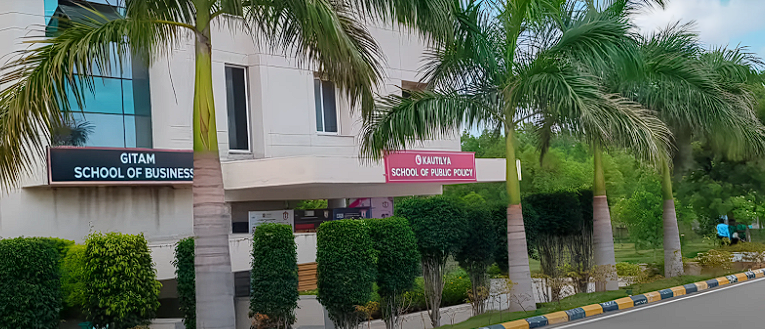 GITAM
SCHOOL OF BUSINESS
KAUTILYA
SCHOOL OF PUBLIC POLICY